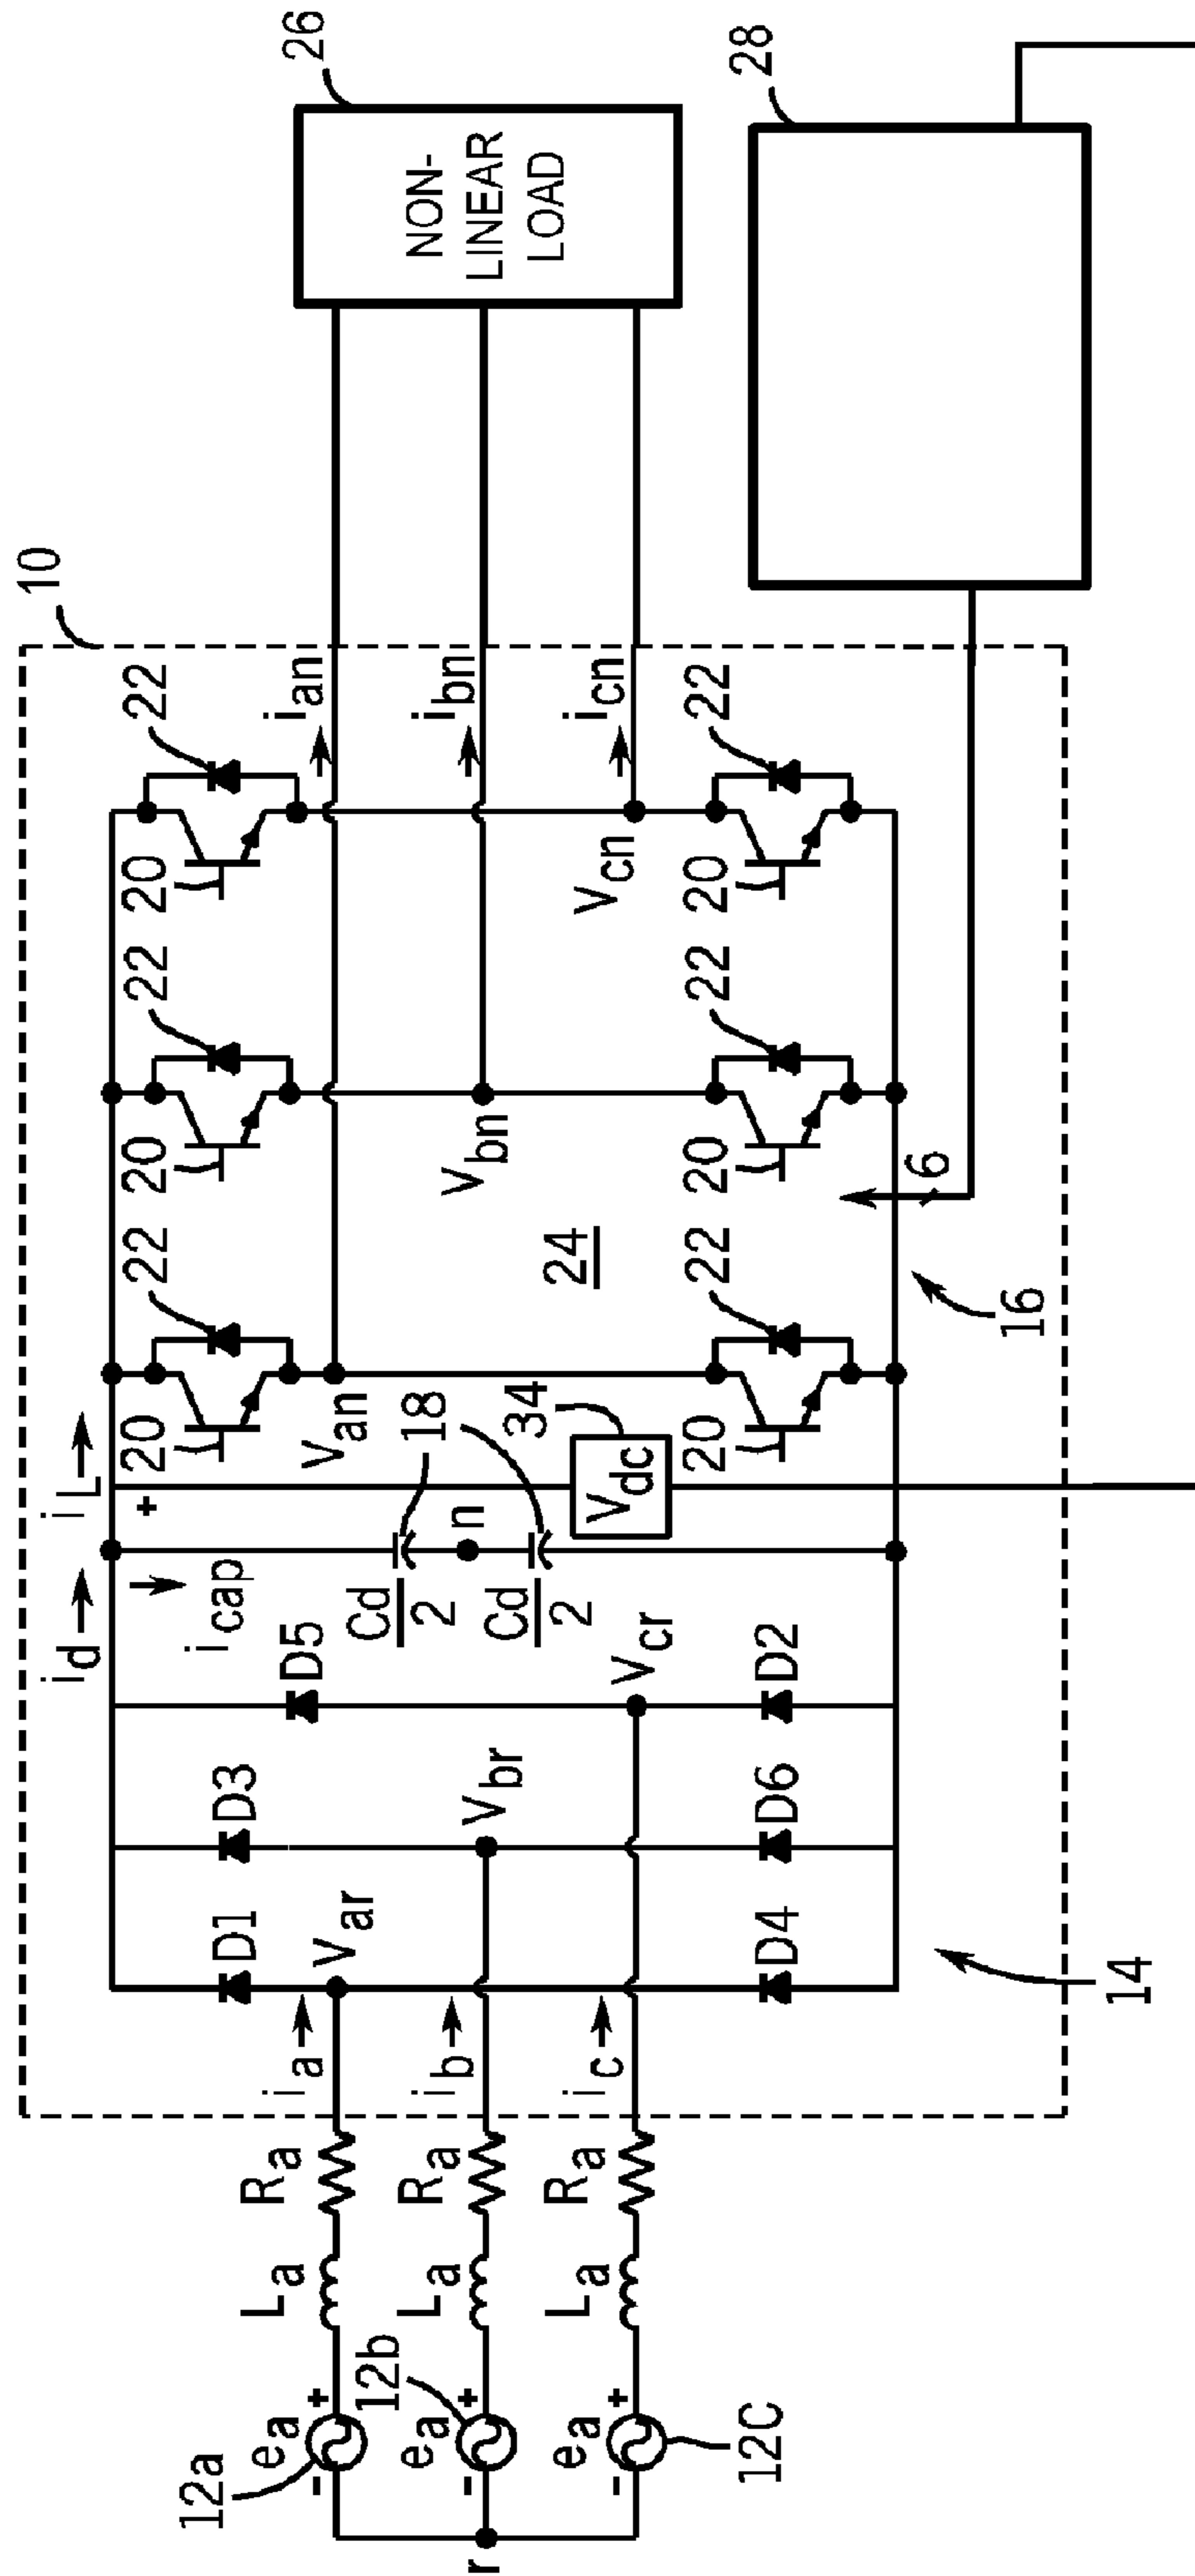 10
26
NON-
LINEAR
LOAD
28
12a
12b
12C
r
ea
ea
ea
-
+
-
+
-
+
La
La
La
Ra
Ra
Ra
ia
ib
ic
Var
Vbr
Vcr
D1
D3
D5
D4
D6
D2
14
id
iL
icap
+
Cd
2
Cd
2
n
18
34
Vdc
20
22
20
22
20
22
Van
Vbn
Vcn
24
20
22
20
22
20
22
ian
ibn
icn
16
6